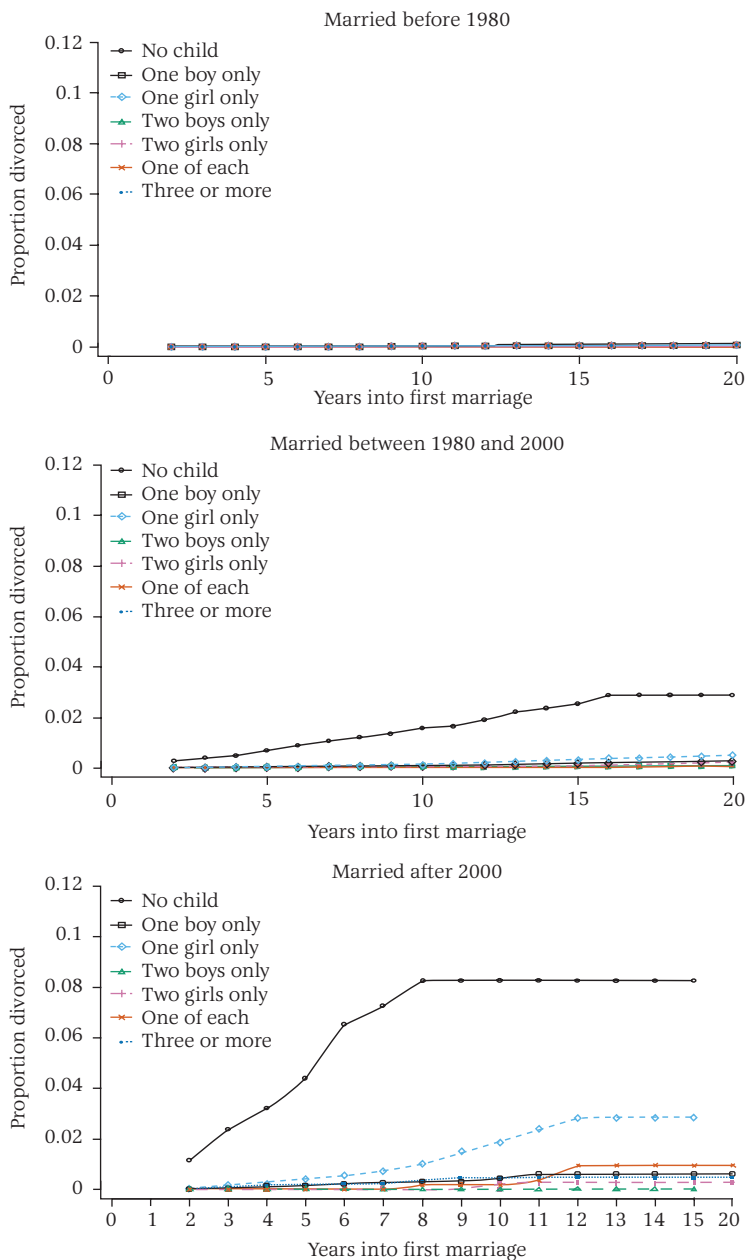 Married before 1980
0.12
No child
One boy only
0.1
One girl only
Two boys only
0.08
Two girls only
One of each
0.06
Three or more
0.04
0.02
0
Proportion divorced
0 5 10 15 20
Years into first marriage
Married between 1980 and 2000
0.12
No child
One boy only
0.1
One girl only
Two boys only
0.08
Two girls only
One of each
0.06
Three or more
0.04
0.02
0
Proportion divorced
0 5 10 15 20
Years into first marriage
Married after 2000
0.12
No child
One boy only
0.1
One girl only
Two boys only
0.08
Two girls only
One of each
0.06
Three or more
0.04
0.02
0
Proportion divorced
0 1 2 3 4 5 6 7 8 9 10 11 12 13 14 15 20
Years into first marriage